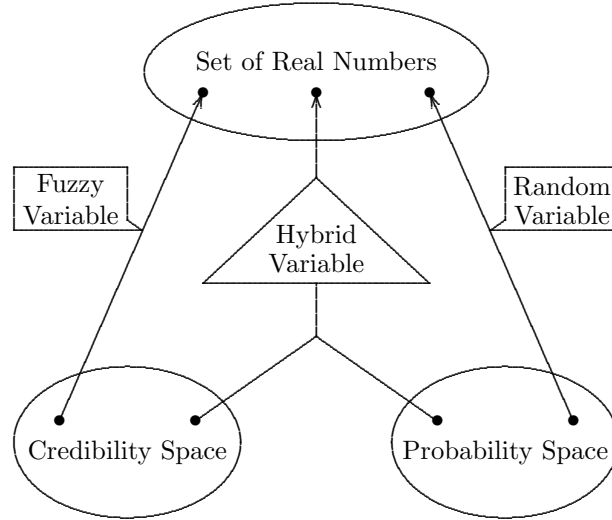 Set of Real Numbers
Fuzzy
Variable
Random
Variable
Hybrid
Variable
Credibility Space
Probability Space